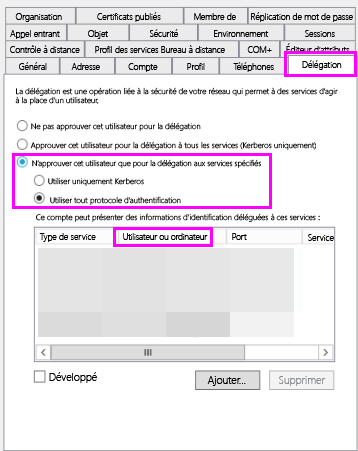 Organisation Certificats publiés Membre de Réplication de mot de passe
Appel entrant Objet Sécurité Environnement Sessions
Contrôle à distance Profil des services Bureau à distance COM+ Éditeur d'attributs
Général Adresse Compte Profil Téléphones Délégation
La délégation est une opération liée à la sécurité de votre réseau qui permet à des services d'agir
à la place d'un utilisateur.
Ne pas approuver cet utilisateur pour la délégation
Approuver cet utilisateur pour la délégation à tous les services (Kerberos uniquement)
N'approuver cet utilisateur que pour la délégation aux services spécifiés
Utiliser uniquement Kerberos
Utiliser tout protocole d'authentification
Ce compte peut présenter des informations d'identification déléguées à ces services :
Type de service Utilisateur ou ordinateur Port Service
Développé Ajouter... Supprimer